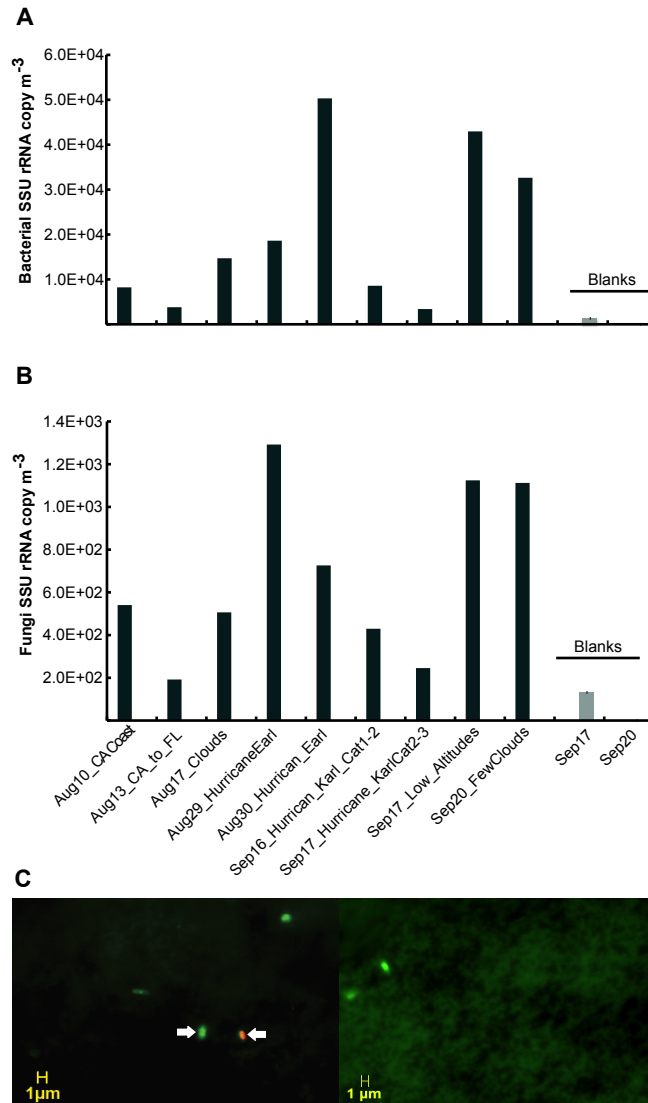 A
Bacterial SSU rRNA copy m-3
6.0E+04
5.0E+04
4.0E+04
3.0E+04
2.0E+04
1.0E+04
Blanks
B
Fungi SSU rRNA copy m-3
1.4E+03
1.2E+03
1.0E+03
8.0E+02
6.0E+02
4.0E+02
2.0E+02
Blanks
Aug10_CACoast
Aug13_CA_to_FL
Aug17_Clouds
Aug29_HurricaneEarl
Aug30_Hurrican_Earl
Sep16_Hurrican_Karl_Cat1-2
Sep17_Hurricane_KarlCat2-3
Sep17_Low_Altitudes
Sep20_FewClouds
Sep17
Sep20
C
1µm
1 µm